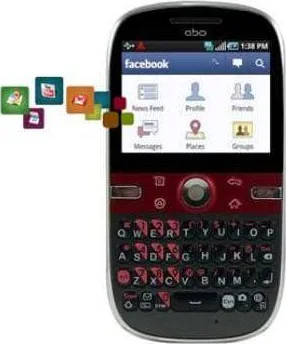 abo
1:38 PM
facebook
News Feed Profile Friends
Messages Places Groups
Q W E R T Y U I O P
A S D F G H J K L
Z X C V B N M